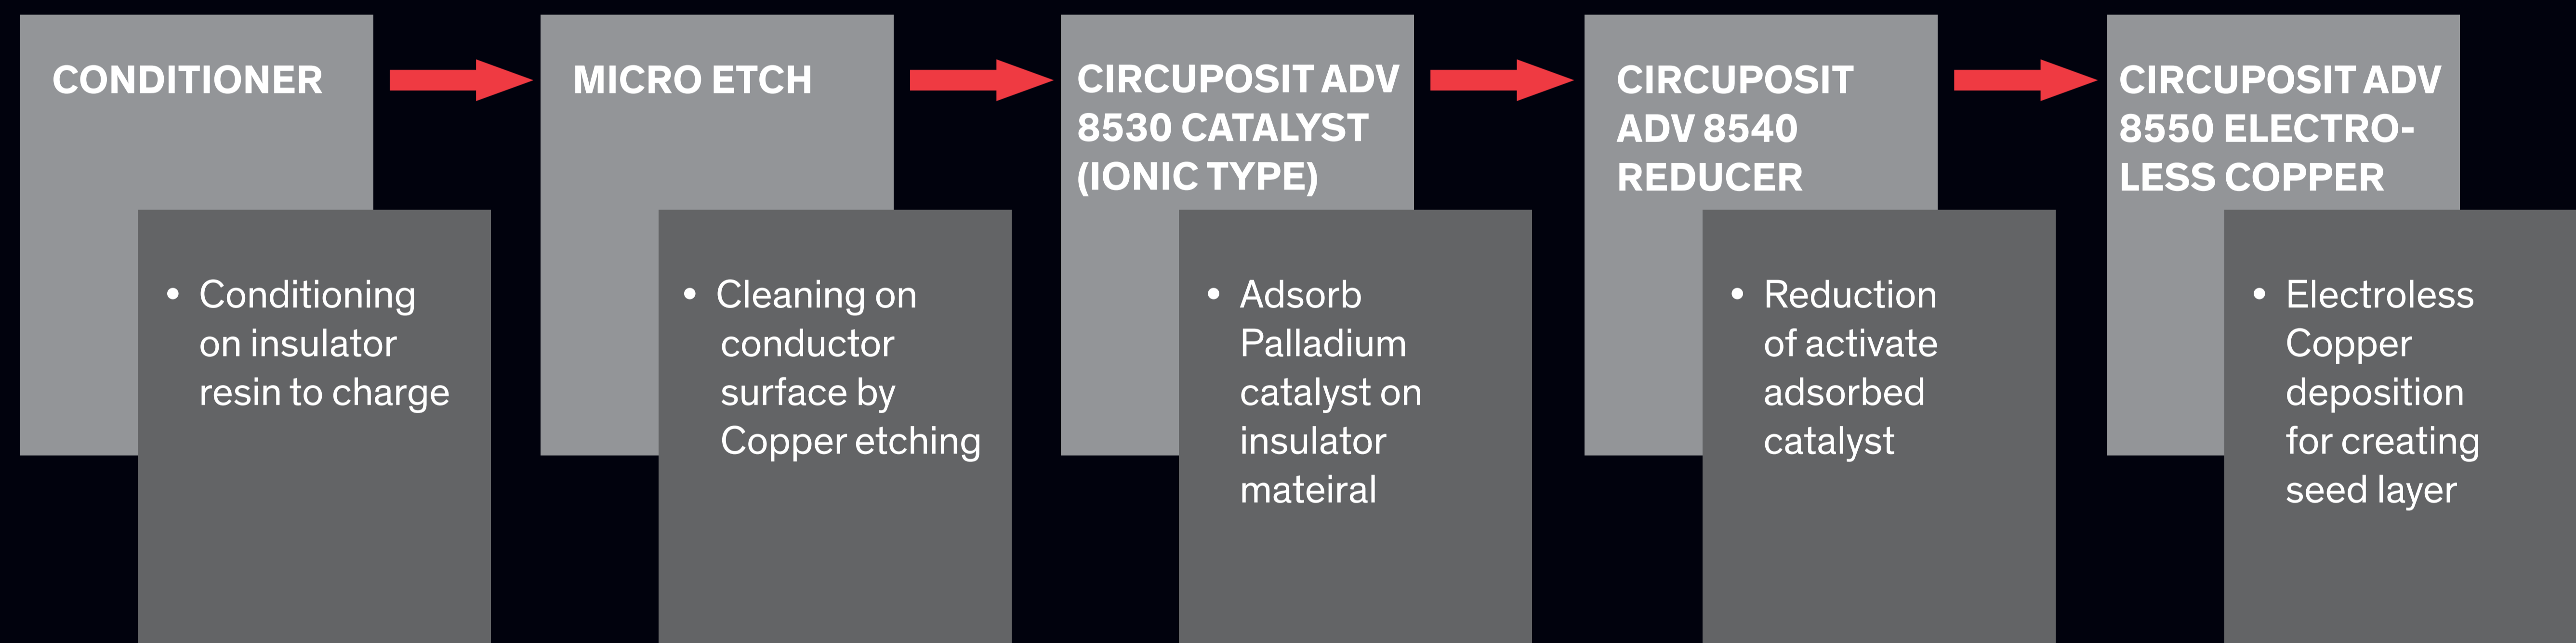 CONDITIONER
• Conditioning
on insulator
resin to charge
MICRO ETCH
• Cleaning on
conductor
surface by
Copper etching
CIRCUPOSIT ADV
8530 CATALYST
(IONIC TYPE)
• Adsorb
Palladium
catalyst on
insulator
mateiral
CIRCUPOSIT
ADV 8540
REDUCER
• Reduction
of activate
adsorbed
catalyst
CIRCUPOSIT ADV
8550 ELECTRO-
LESS COPPER
• Electroless
Copper
deposition
for creating
seed layer